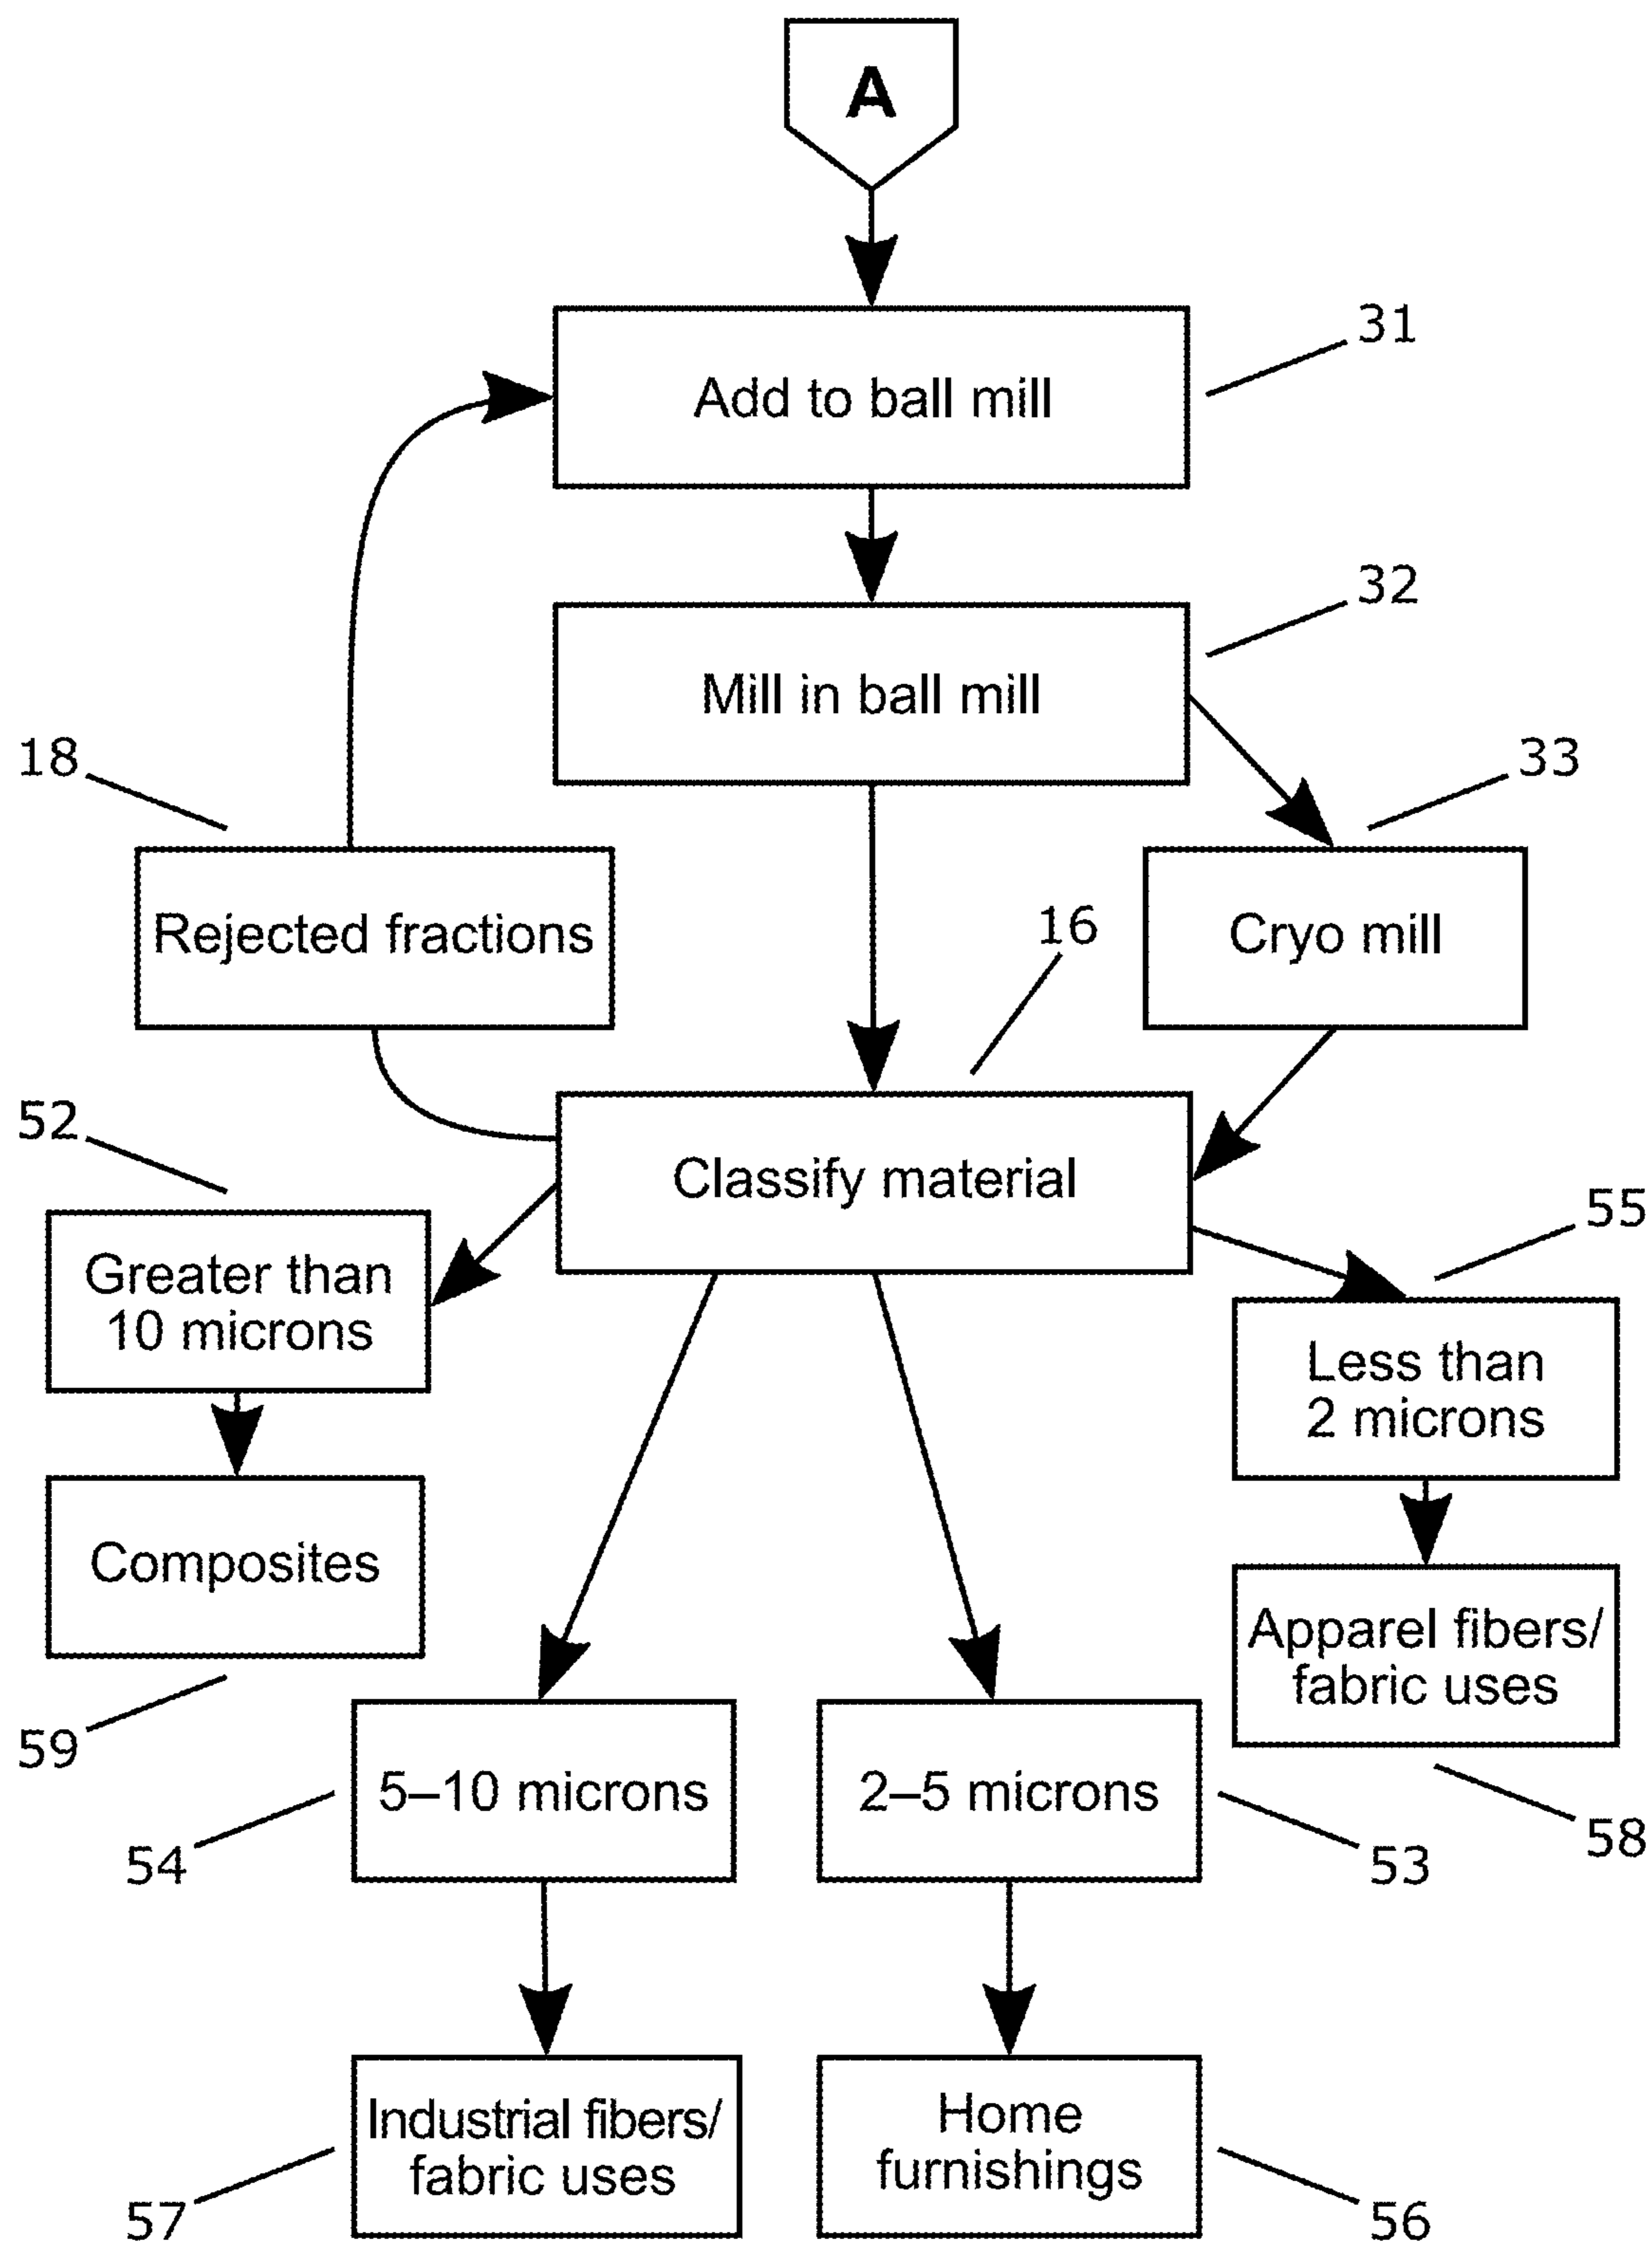 A
31
Add to ball mill
32
Mill in ball mill
18
33
Rejected fractions
16
Cryo mill
52
Classify material
55
Greater than
10 microns
Less than
2 microns
Composites
Apparel fibers/
fabric uses
59
5–10 microns
2–5 microns
54
53
58
Industrial fibers/
fabric uses
Home
furnishings
57
56